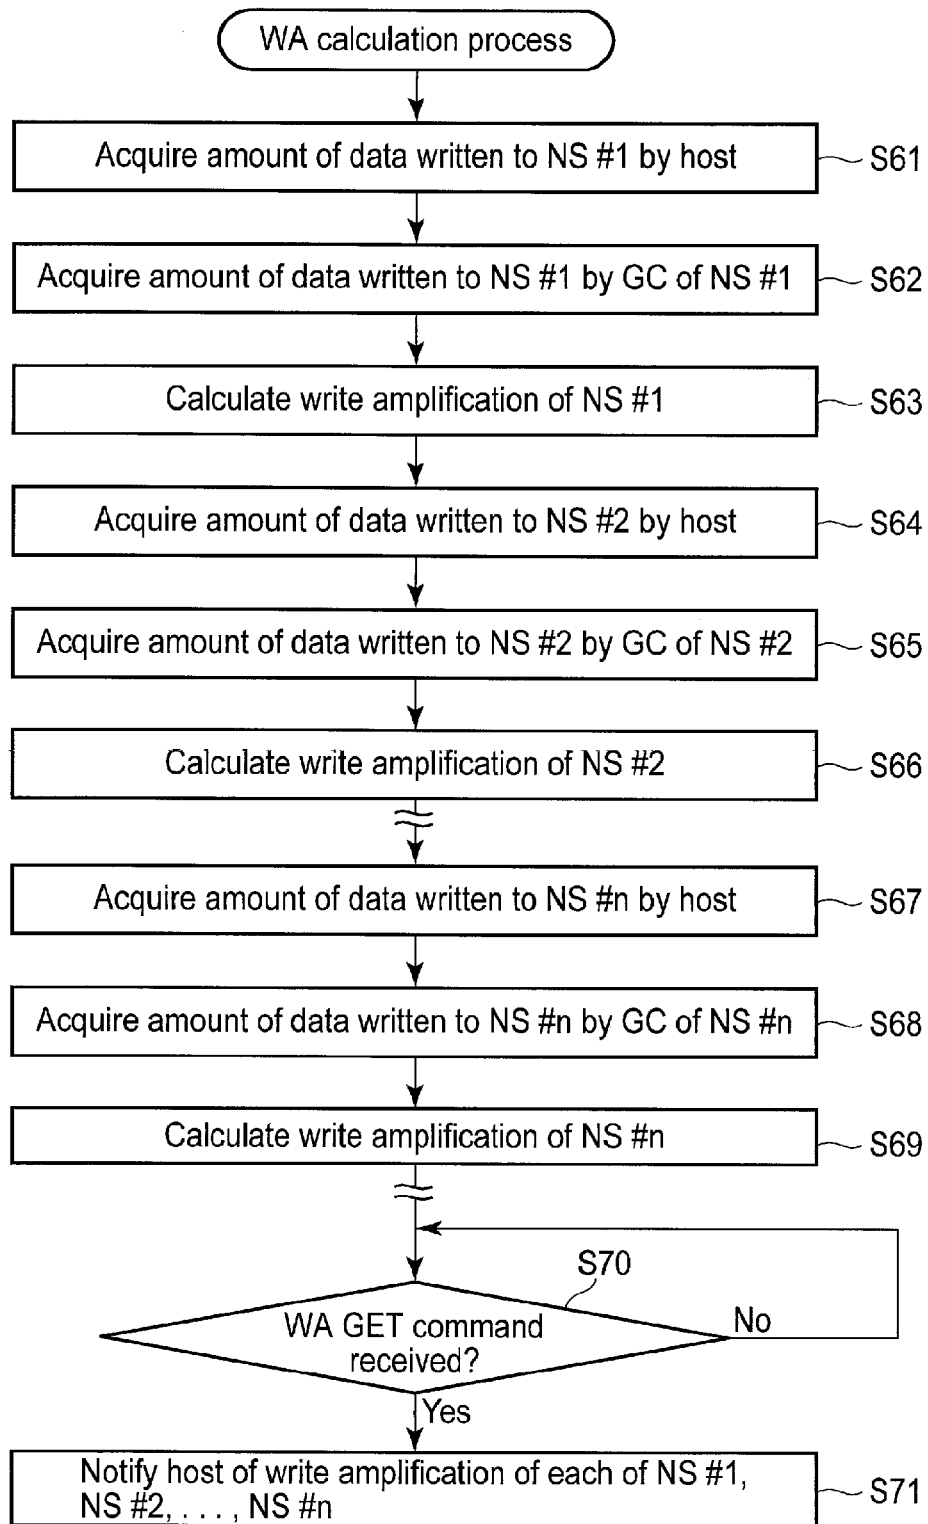 WA calculation process
Acquire amount of data written to NS #1 by host
S61
Acquire amount of data written to NS #1 by GC of NS #1
S62
Calculate write amplification of NS #1
S63
Acquire amount of data written to NS #2 by host
S64
Acquire amount of data written to NS #2 by GC of NS #2
S65
Calculate write amplification of NS #2
S66
Acquire amount of data written to NS #n by host
S67
Acquire amount of data written to NS #n by GC of NS #n
S68
Calculate write amplification of NS #n
S69
S70
WA GET command
received?
No
Yes
Notify host of write amplification of each of NS #1,
NS #2, . . . , NS #n
S71